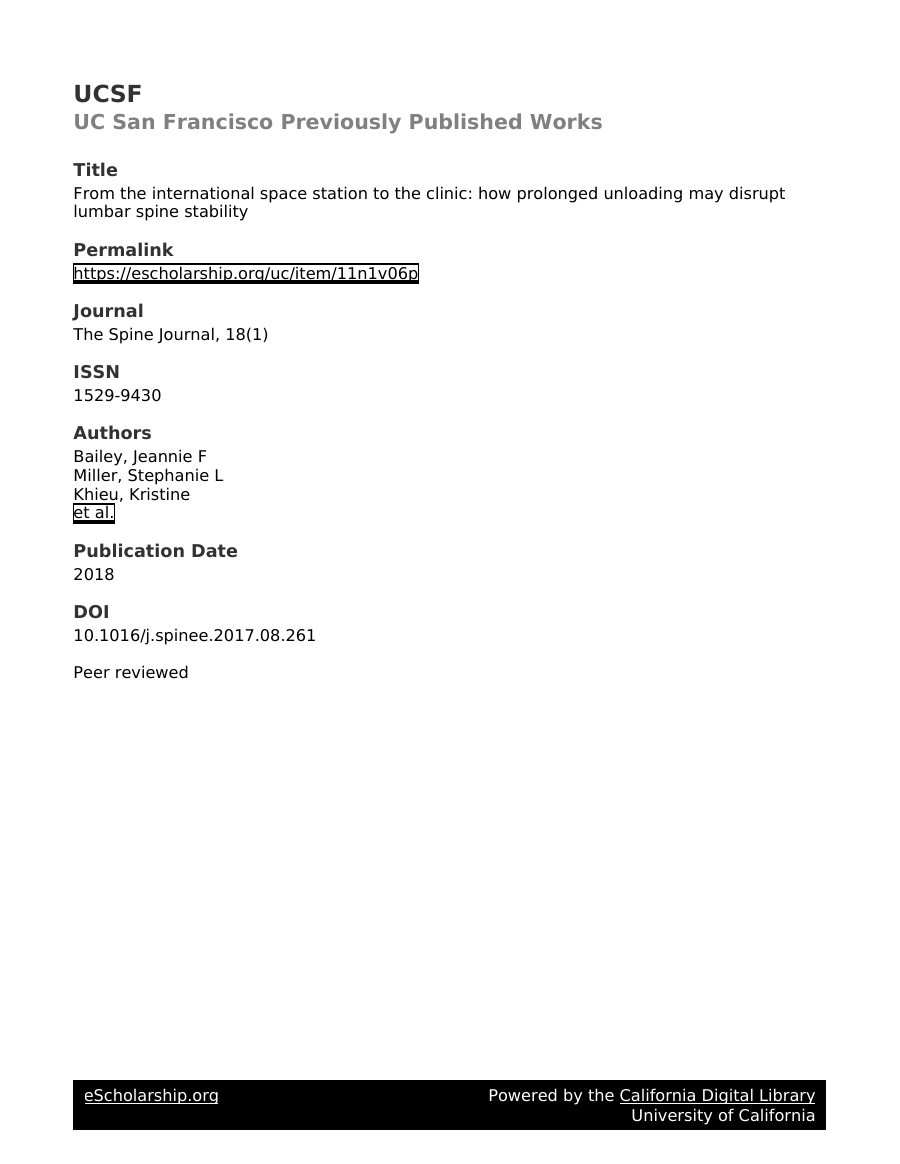 UCSF
UC San Francisco Previously Published Works
Title
From the international space station to the clinic: how prolonged unloading may disrupt
lumbar spine stability
Permalink
https://escholarship.org/uc/item/11n1v06p
Journal
The Spine Journal, 18(1)
ISSN
1529-9430
Authors
Bailey, Jeannie F
Miller, Stephanie L
Khieu, Kristine
et al.
Publication Date
2018
DOI
10.1016/j.spinee.2017.08.261
Peer reviewed
eScholarship.org
Powered by the California Digital Library
University of California